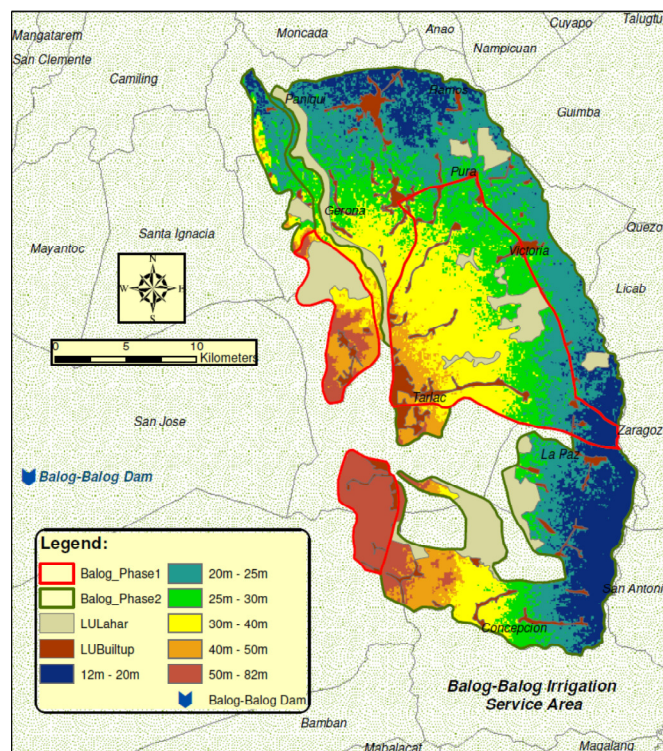 Mangatarem
San Clemente
Camiling
Moncada
Anao
Cuyapo
Talugtu
Nampicuan
Guimba
Paniqui
Ramos
Pura
Gerona
Mayantoc
Santa Ignacia
Victoria
Quezo
Licab
N
W
E
S
0
5
10
Kilometers
Tarlac
San Jose
Zaragoz
La Paz
Balog-Balog Dam
San Antoni
Concepcion
Legend:
Balog_Phase1
Balog_Phase2
LULahar
LUBuiltup
12m - 20m
20m - 25m
25m - 30m
30m - 40m
40m - 50m
50m - 82m
Balog-Balog Dam
Balog-Balog Irrigation
Service Area
Bamban
Mabalacat
Magalang